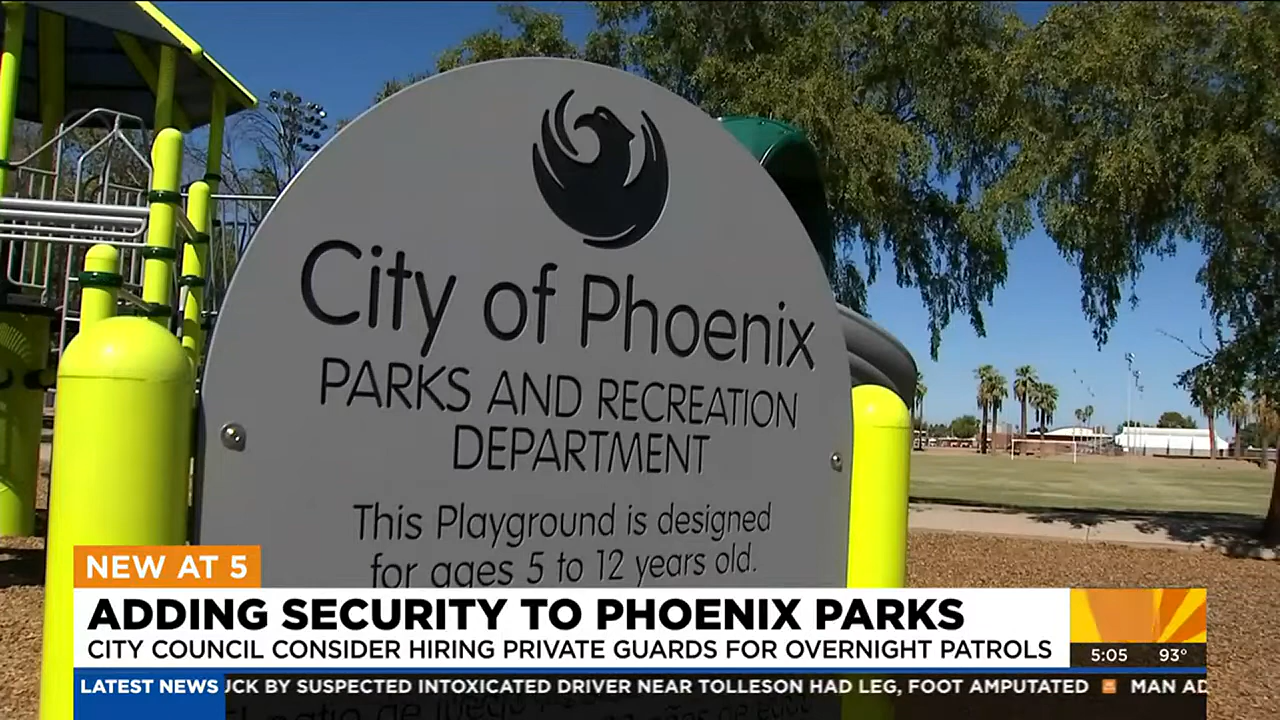 City of Phoenix
PARKS AND RECREATION
DEPARTMENT
This Playground is designed
for ages 5 to 12 years old.
NEW AT 5
ADDING SECURITY TO PHOENIX PARKS
CITY COUNCIL CONSIDER HIRING PRIVATE GUARDS FOR OVERNIGHT PATROLS
5:05 93°
LATEST NEWS BY SUSPECTED INTOXICATED DRIVER NEAR TOLLESON HAD LEG, FOOT AMPUTATED MAN